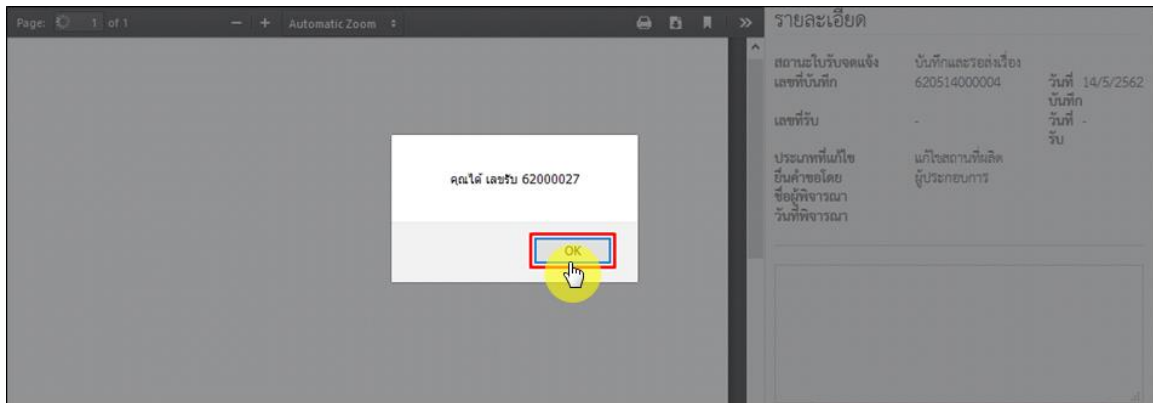 Page: 1 of 1 − + Automatic Zoom
รายละเอียด
สถานะใบรับจดแจ้ง บันทึกและรอส่งเรื่อง
เลขที่บันทึก 620514000004 วันที่ 14/5/2562
บันทึก
เลขที่รับ - วันที่ -
รับ
ประเภทที่แก้ไข แก้ไขสถานที่ผลิต
ยื่นคำขอโดย ผู้ประกอบการ
ชื่อผู้พิจารณา
วันที่พิจารณา
คุณได้ เลขรับ 62000027
OK